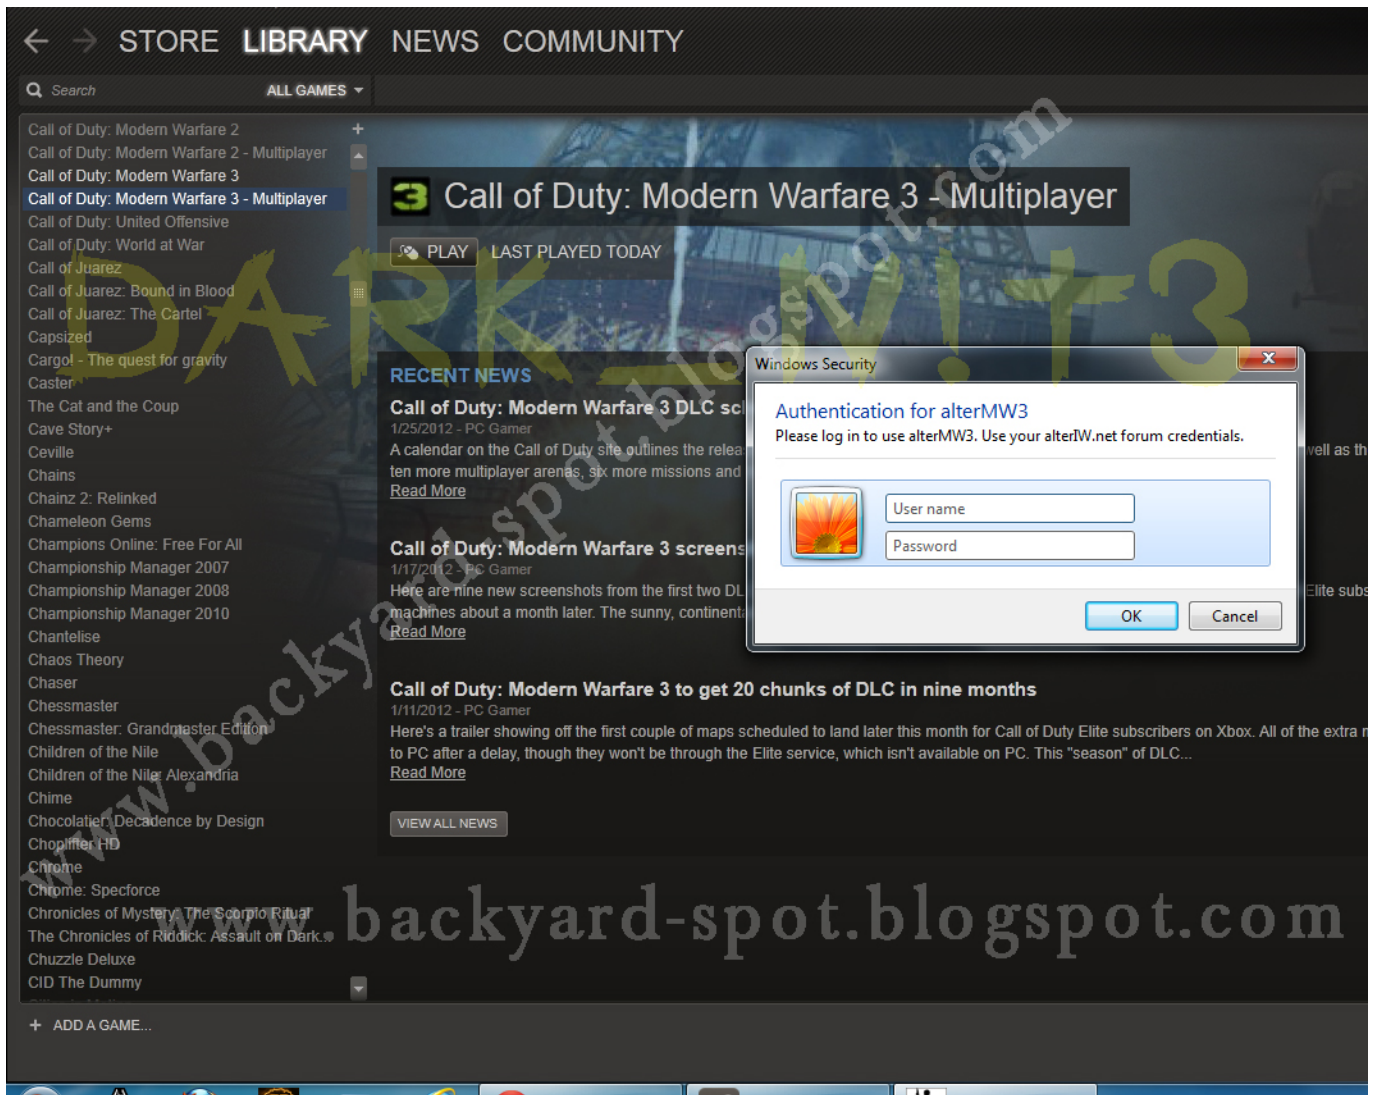 STORE LIBRARY NEWS COMMUNITY
Search ALL GAMES
Call of Duty: Modern Warfare 2
Call of Duty: Modern Warfare 2 - Multiplayer
Call of Duty: Modern Warfare 3
Call of Duty: Modern Warfare 3 - Multiplayer
Call of Duty: United Offensive
Call of Duty: World at War
Call of Juarez
Call of Juarez: Bound in Blood
Call of Juarez: The Cartel
Capsized
Cargo! - The quest for gravity
Caster
The Cat and the Coup
Cave Story+
Ceville
Chains
Chainz 2: Relinked
Chameleon Gems
Champions Online: Free For All
Championship Manager 2007
Championship Manager 2008
Championship Manager 2010
Chantelise
Chaos Theory
Chaser
Chessmaster
Chessmaster: Grandmaster Edition
Children of the Nile
Children of the Nile: Alexandria
Chime
Chocolatier: Decadence by Design
Choplifter HD
Chrome
Chrome: Specforce
Chronicles of Mystery: The Scorpio Ritual
The Chronicles of Riddick: Assault on Dark...
Chuzzle Deluxe
CID The Dummy
+ ADD A GAME...
3 Call of Duty: Modern Warfare 3 - Multiplayer
PLAY LAST PLAYED TODAY
RECENT NEWS
Call of Duty: Modern Warfare 3 DLC
1/25/2012 - PC Gamer
A calendar on the Call of Duty site outlines the well as
ten more multiplayer arenas, six more missions and
Read More
Call of Duty: Modern Warfare 3
1/17/2012 - PC Gamer
Here are nine new screenshots from the first two Elite
machines about a month later. The sunny,
Read More
Call of Duty: Modern Warfare 3 to get 20 chunks of DLC in nine months
1/11/2012 - PC Gamer
Here's a trailer showing off the first couple of maps scheduled to land later this month for Call of Duty Elite subscribers on Xbox. All of the extra
to PC after a delay, though they won't be through the Elite service, which isn't available on PC. This "season" of DLC...
Read More
VIEW ALL NEWS
Windows Security
Authentication for alterMW3
Please log in to use alterMW3. Use your alterIW.net forum credentials.
User name
Password
OK Cancel
www.backyard-spot.blogspot.com
www.backyard-spot.blogspot.com